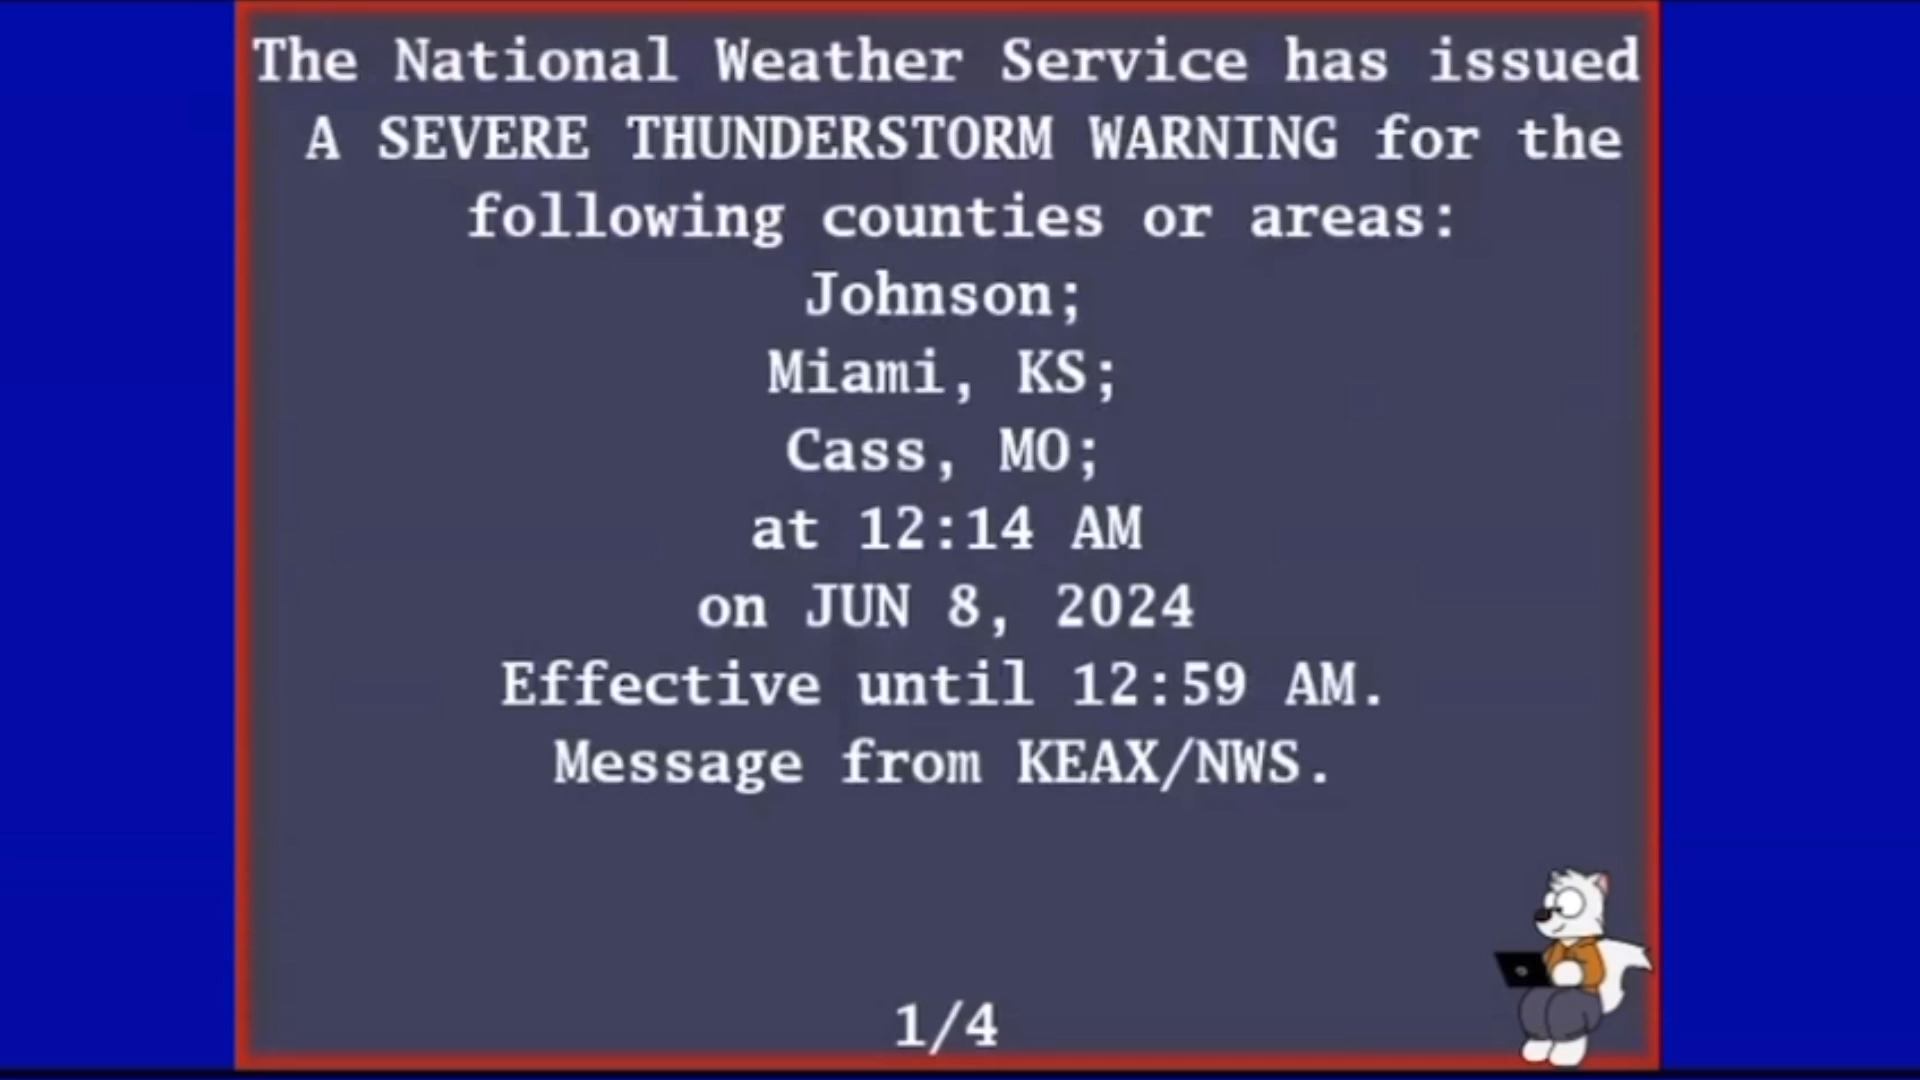 The National Weather Service has issued
A SEVERE THUNDERSTORM WARNING for the
following counties or areas:
Johnson;
Miami, KS;
Cass, MO;
at 12:14 AM
on JUN 8, 2024
Effective until 12:59 AM.
Message from KEAX/NWS.
1/4